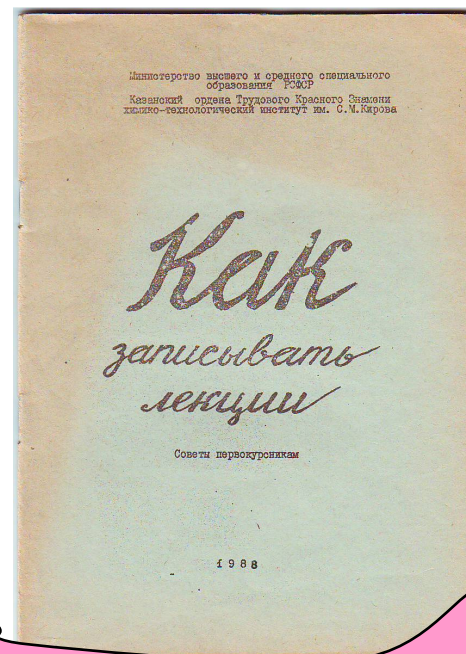 Министерство высшего и среднего специального
образования РСФСР
Казанский ордена Трудового Красного Знамени
химико-технологический институт им. С.М.Кирова
Как
записывать
лекции
Советы первокурсникам
1988